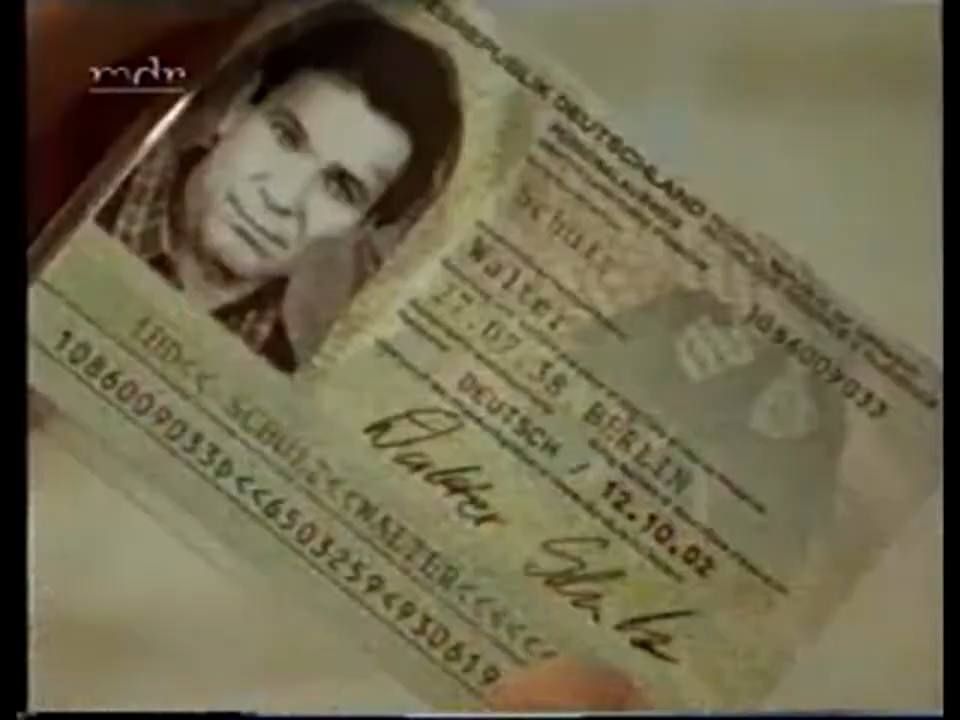 mdr
BUNDESREPUBLIK DEUTSCHLAND
1086009033
Schulz
Walter
27.07.38 BERLIN
DEUTSCH / 12.10.02
Walter Schulz
IDD<< SCHULZ<<WALTER<<<<<<
1086009033D<<6503259<930619